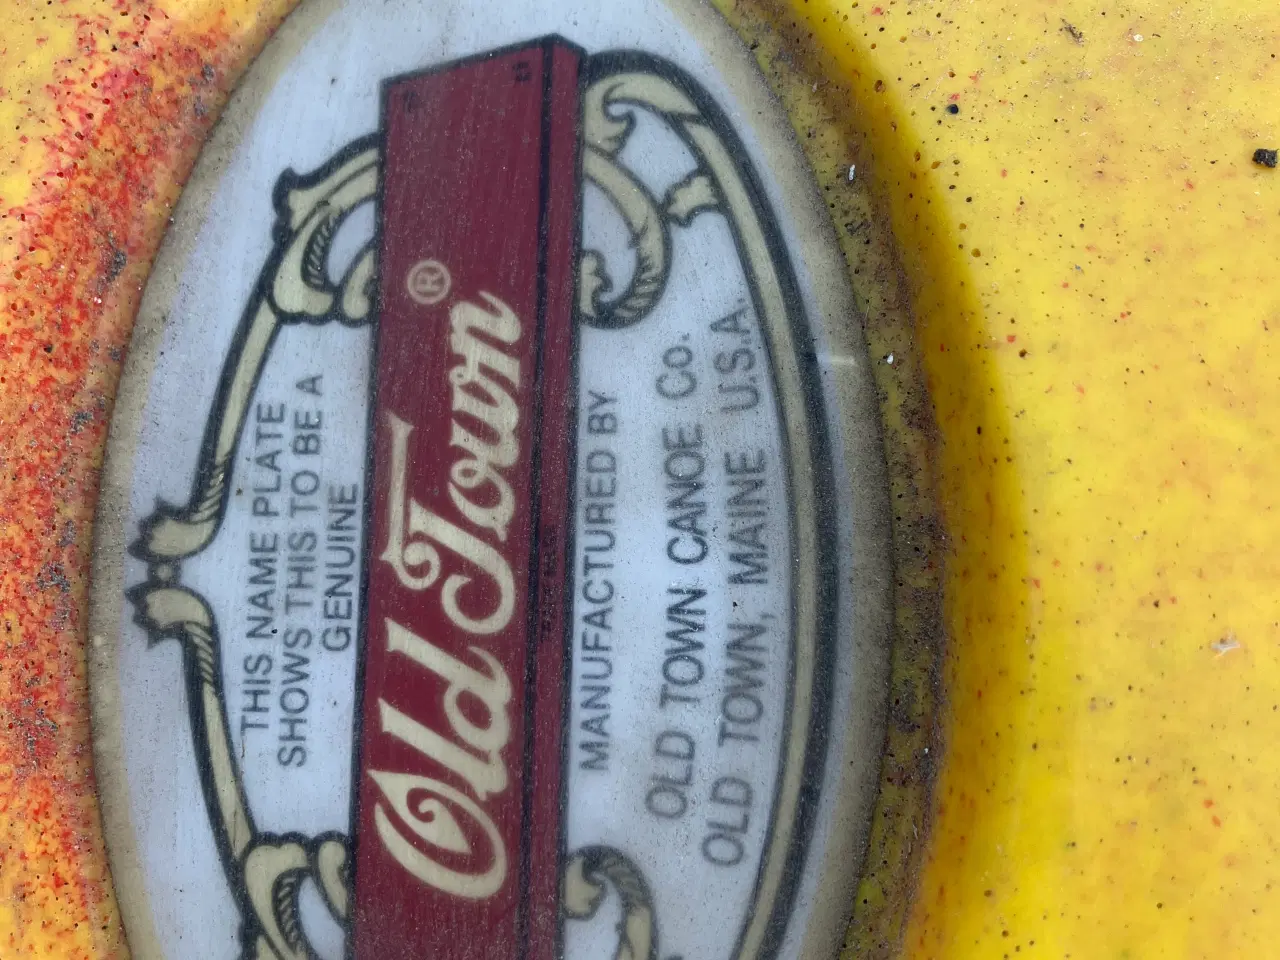 THIS NAME PLATE
SHOWS THIS TO BE A
GENUINE
Old Town®
MANUFACTURED BY
OLD TOWN CANOE Co.
OLD TOWN, MAINE U.S.A.